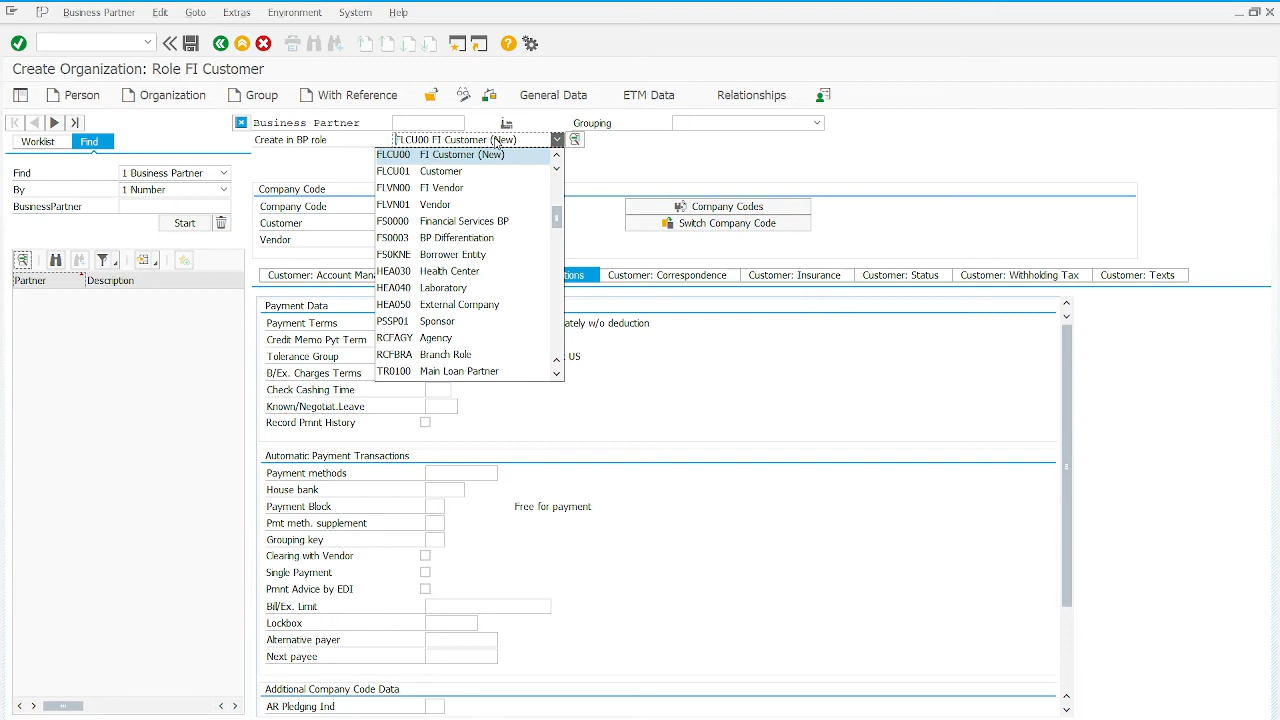 Business Partner Edit Goto Extras Environment System Help
Create Organization: Role FI Customer
Person Organization Group With Reference General Data ETM Data Relationships
Business Partner Grouping
Worklist Find Create in BP role FLCU00 FI Customer (New)
FLCU00 FI Customer (New)
FLCU01 Customer
FLVN00 FI Vendor
FLVN01 Vendor
FS0000 Financial Services BP
FS0003 BP Differentiation
FS0KNE Borrower Entity
HEA030 Health Center
HEA040 Laboratory
HEA050 External Company
PSSP01 Sponsor
RCFAGY Agency
RCFBRA Branch Role
TR0100 Main Loan Partner
Find 1 Business Partner
By 1 Number
BusinessPartner
Start
Partner Description
Company Code
Company Code Company Codes
Customer Switch Company Code
Vendor
Customer: Account Mana ions Customer: Correspondence Customer: Insurance Customer: Status Customer: Withholding Tax Customer: Texts
Payment Data
Payment Terms ately w/o deduction
Credit Memo Pyt Term
Tolerance Group US
B/Ex. Charges Terms
Check Cashing Time
Known/Negotiat.Leave
Record Pmnt History
Automatic Payment Transactions
Payment methods
House bank
Payment Block Free for payment
Pmt meth. supplement
Grouping key
Clearing with Vendor
Single Payment
Pmnt Advice by EDI
Bill/Ex. Limit
Lockbox
Alternative payer
Next payee
Additional Company Code Data
AR Pledging Ind